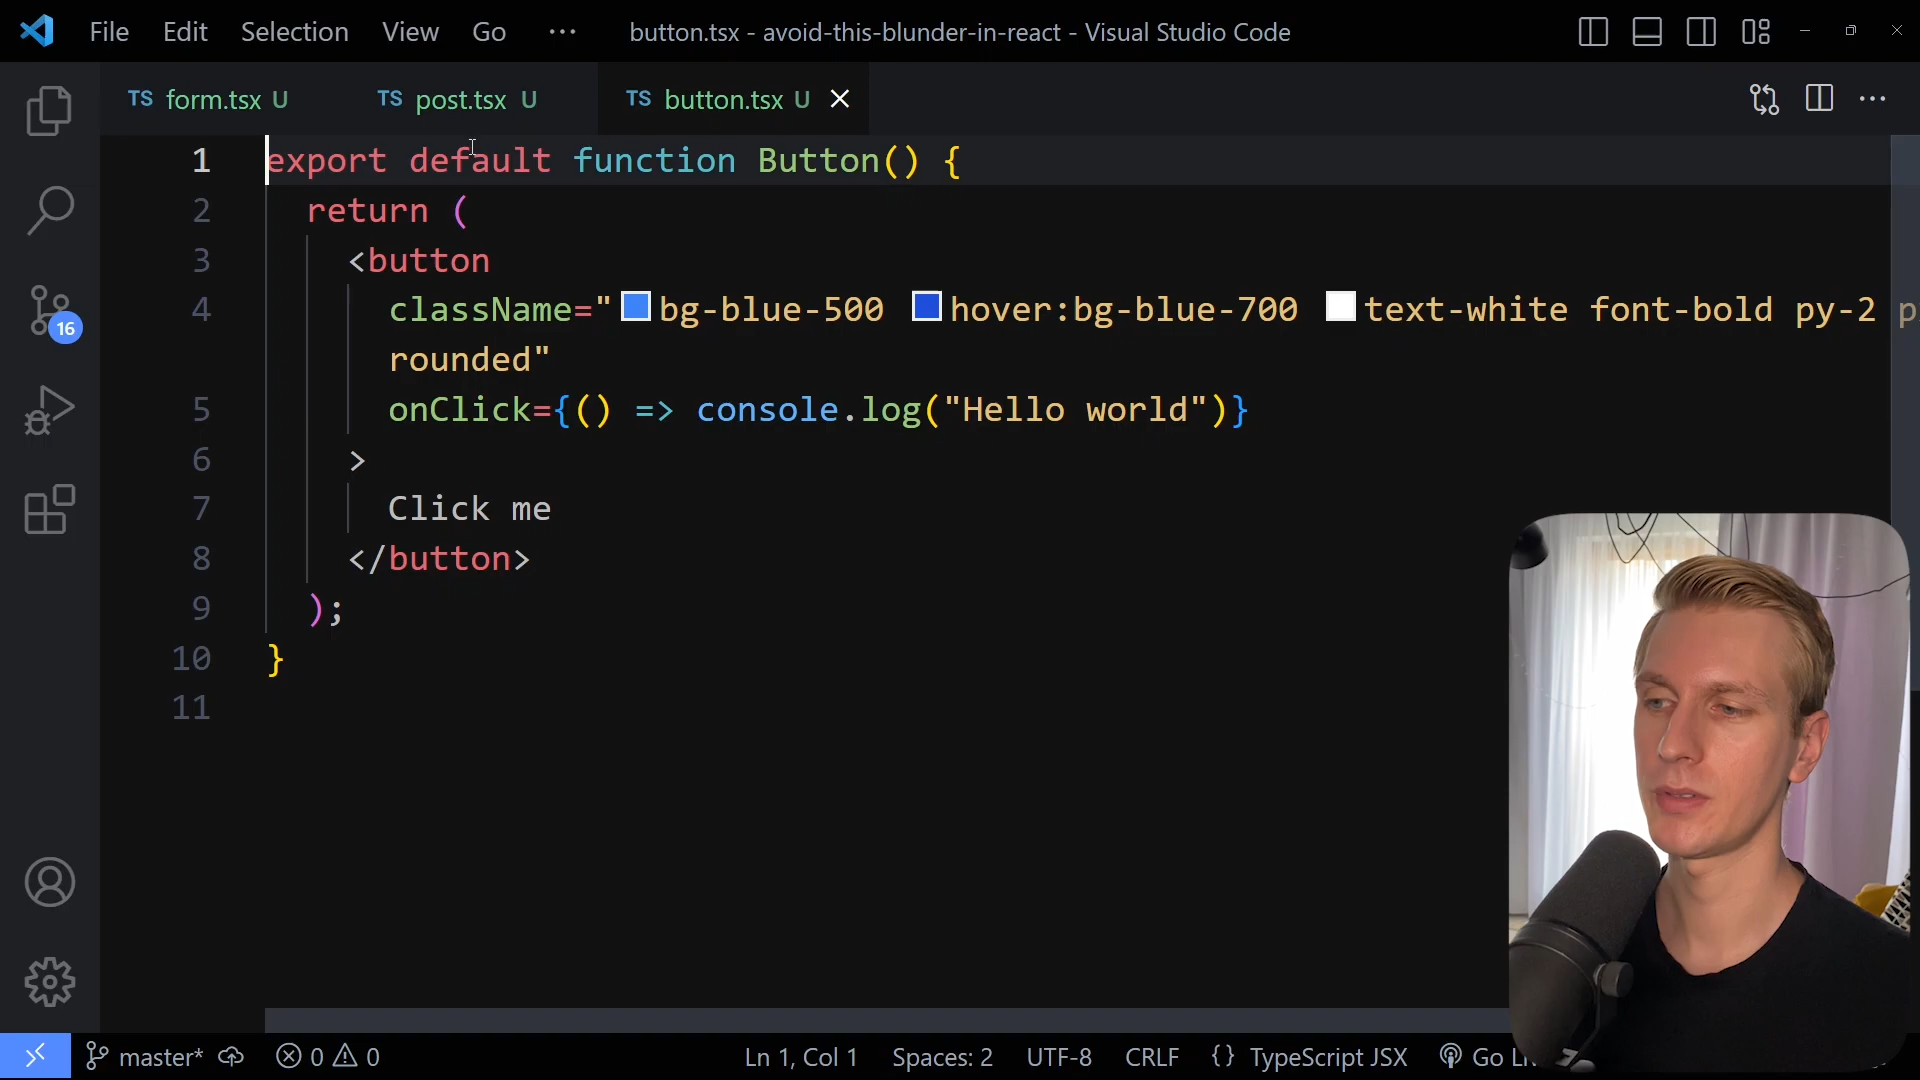 File Edit Selection View Go ··· button.tsx - avoid-this-blunder-in-react - Visual Studio Code
TS form.tsx U TS post.tsx U TS button.tsx U
1 export default function Button() {
2 return (
3 <button
4 className="bg-blue-500 hover:bg-blue-700 text-white font-bold py-2
rounded"
5 onClick={() => console.log("Hello world")}
6 >
7 Click me
8 </button>
9 );
10 }
11
16
master* 0 0 Ln 1, Col 1 Spaces: 2 UTF-8 CRLF {} TypeScript JSX Go